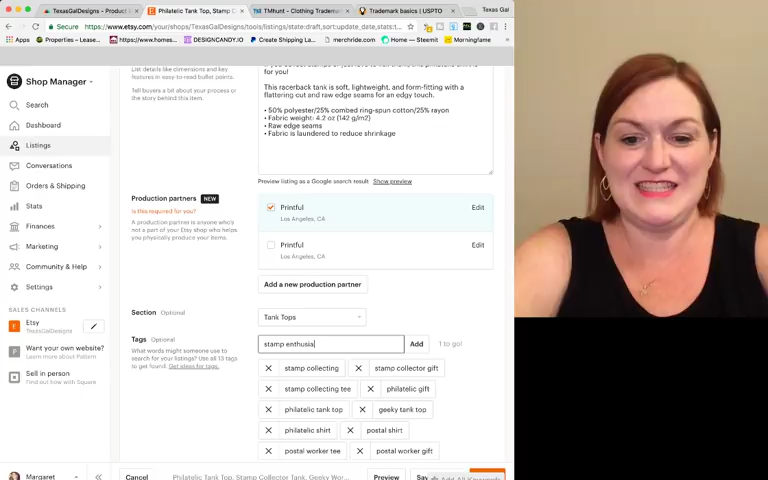 Philatelic Tank Top, Stamp C
TMhunt - Clothing Tradema
Trademark basics | USPTO
Texas Gal
https://www.etsy.com/your/shops/TexasGalDesigns/tools/listings/state:draft,sort:update_date,stats:t...
Apps
Properties – Lease...
https://www.homes...
DESIGNCANDY.IO
Create Shipping La...
merchride.com
Home — Steemit
Morningfame
Shop Manager
Search
Dashboard
Listings
Conversations
Orders & Shipping
Stats
Finances
Marketing
Community & Help
Settings
SALES CHANNELS
Etsy
TexasGalDesigns
Want your own website?
Learn more about Pattern
Sell in person
Find out how with Square
Margaret
List details like dimensions and key
features in easy-to-read bullet points.
Tell buyers a bit about your process or
the story behind this item.
for you!
This racerback tank is soft, lightweight, and form-fitting with a
flattering cut and raw edge seams for an edgy touch.
• 50% polyester/25% combed ring-spun cotton/25% rayon
• Fabric weight: 4.2 oz (142 g/m2)
• Raw edge seams
• Fabric is laundered to reduce shrinkage
Preview listing as a Google search result Show preview
Production partners NEW
Is this required for you?
A production partner is anyone who's
not a part of your Etsy shop who helps
you physically produce your items.
Printful Edit
Los Angeles, CA
Printful Edit
Los Angeles, CA
Add a new production partner
Section Optional
Tank Tops
Tags Optional
What words might someone use to
search for your listings? Use all 13 tags
to get found. Get ideas for tags.
stamp enthusia
Add
1 to go!
stamp collecting
stamp collector gift
stamp collecting tee
philatelic gift
philatelic tank top
geeky tank top
philatelic shirt
postal shirt
postal worker tee
postal worker gift
Cancel
Philatelic Tank Top, Stamp Collector Tank, Geeky Wor...
Preview
Add All Keywords